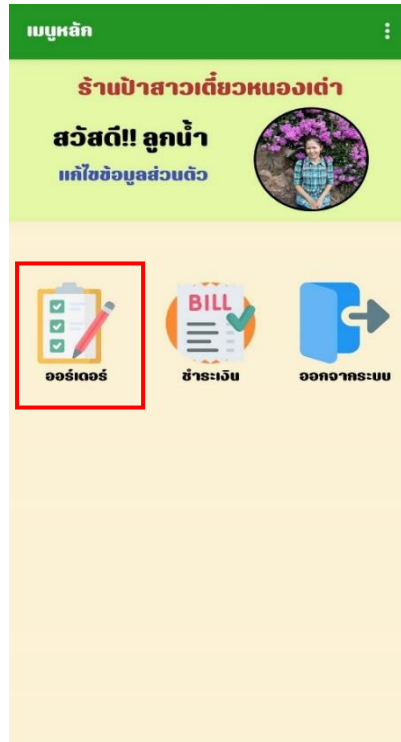 เมนูหลัก
ร้านป้าสาวเตี๋ยวหนองเต่า
สวัสดี!! ลูกน้ำ
แก้ไขข้อมูลส่วนตัว
BILL
ออร์เดอร์ ชำระเงิน ออกจากระบบ